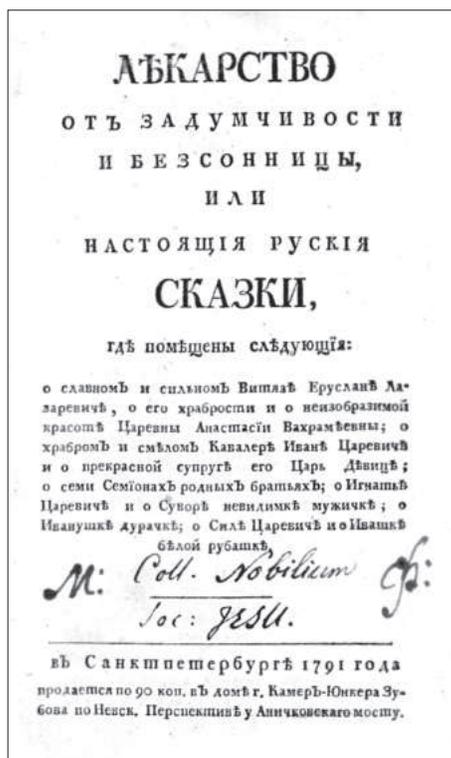 ЛѢКАРСТВО
ОТЪ ЗАДУМЧИВОСТИ
И БЕЗСОННИЦЫ,
ИЛИ
НАСТОЯЩІЯ РУСКІЯ
СКАЗКИ,
гдѣ помѣщены слѣдующія:
о славномъ и сильномъ Витязѣ Ерусланѣ Ла-
заревичѣ, о его храбрости и о неизобразимой
красотѣ Царевны Анастасіи Вахрамѣевны; о
храбромъ и смѣломъ Кавалерѣ Иванѣ Царевичѣ
и о прекрасной супругѣ его Царь Дѣвицѣ;
о семи Семіонахъ родныхъ братьяхъ; о Игнатьѣ
Царевичѣ и о Суворѣ невидимкѣ мужичкѣ; о
Иванушкѣ дурачкѣ; о Силѣ Царевичѣ и о Ивашкѣ
бѣлой рубашкѣ,
М: Coll. Nobilium Ф:
Soc: JESU.
въ Санктпетербургѣ 1791 года
продается по 90 коп. въ домѣ г. Камеръ-Юнкера Зу-
бова по Невск. Перспективѣ у Аничковскаго мосту.